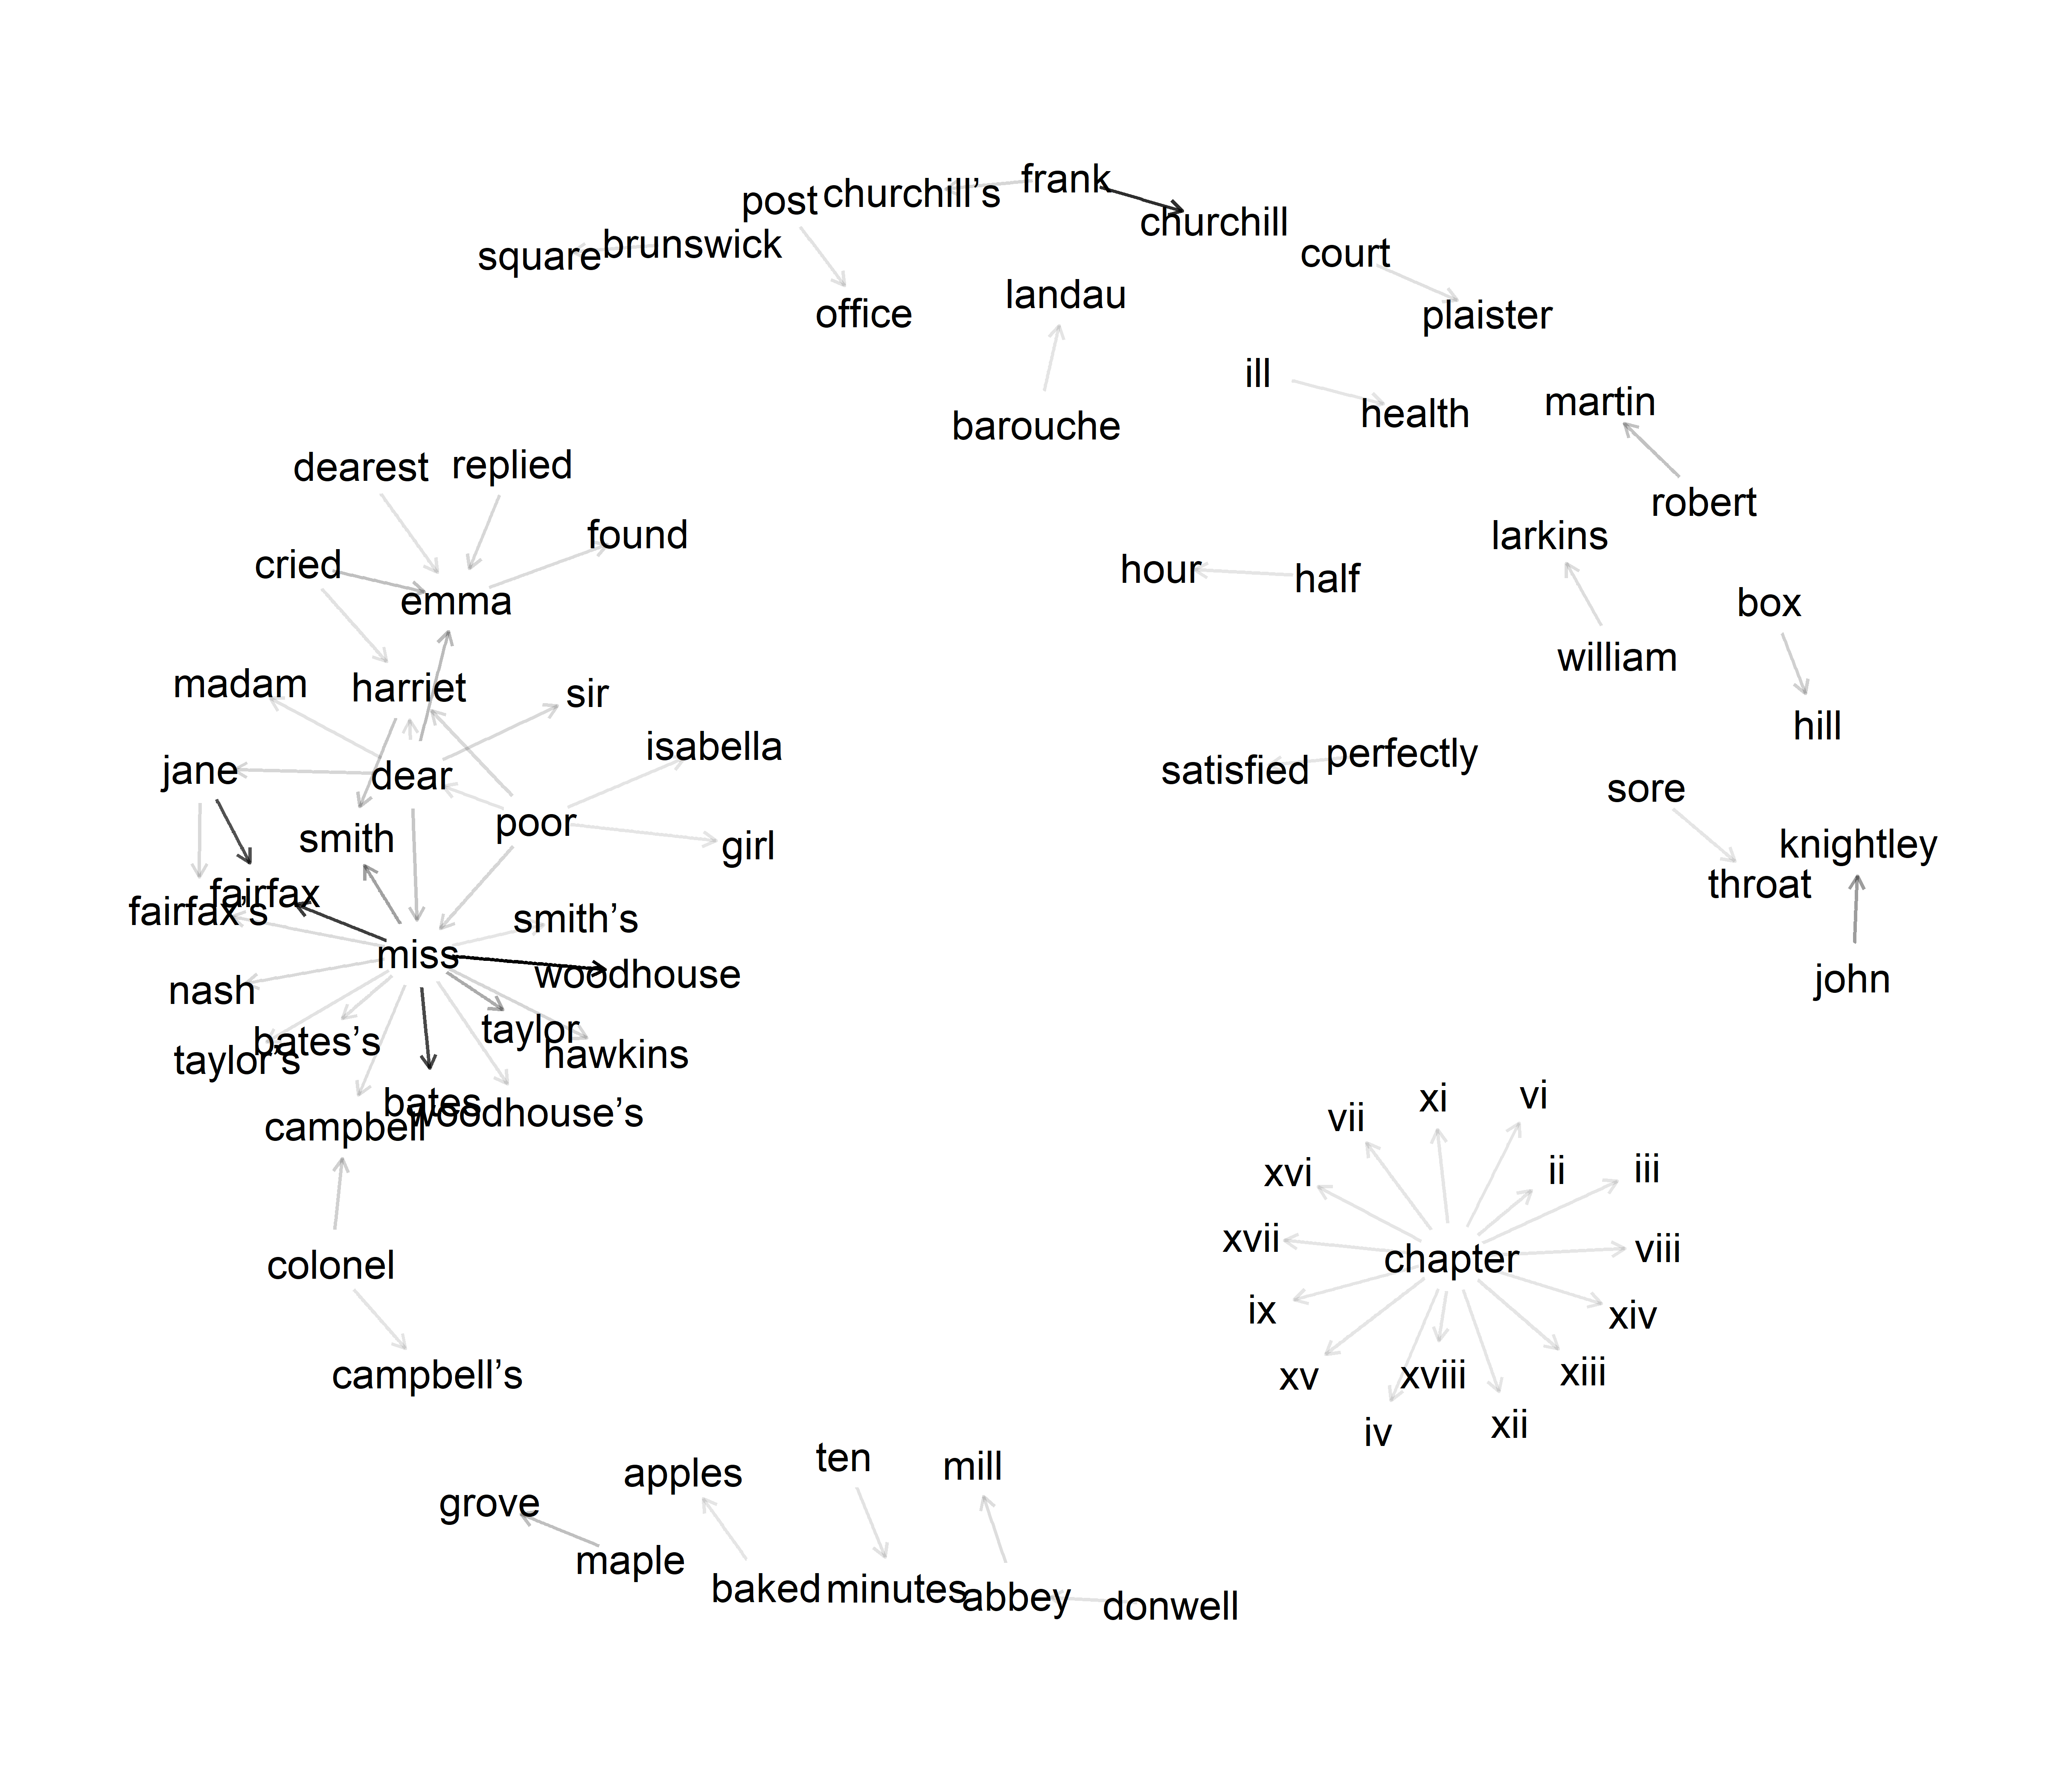 frank
churchill’s
post
churchill
brunswick
square
court
landau
office
plaister
ill
martin
health
barouche
dearest
replied
robert
found
larkins
cried
hour
half
emma
box
william
madam
harriet
sir
hill
isabella
perfectly
jane
dear
satisfied
sore
poor
smith
girl
knightley
throat
fairfax
fairfax’s
smith’s
miss
woodhouse
john
nash
taylor
bates’s
hawkins
taylor’s
bates
woodhouse’s
campbell
vi
xi
vii
ii
iii
xvi
xvii
viii
chapter
colonel
ix
xiv
xviii
xiii
xv
campbell’s
xii
iv
ten
mill
apples
grove
maple
baked
minutes
abbey
donwell